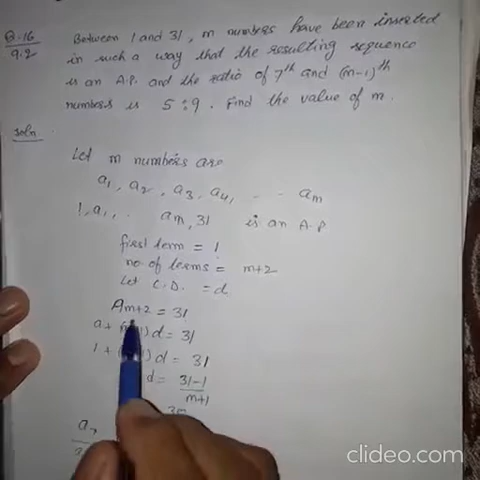 B-16
9.2
Between 1 and 31, m numbers have been inserted
in such a way that the resulting sequence
is an A.P. and the ratio of 7th and (m-1)th
numbers is 5:9. Find the value of m.
Soln
Let m numbers are
a1, a2, a3, a4, - - am
1, a1, . . am, 31 is an A.P
first term = 1
no of terms = m+2
Let C.D. = d
Am+2 = 31
a + 1) d = 31
1 + 1) d = 31
d = 31-1
m+1
30
a7
clideo.com